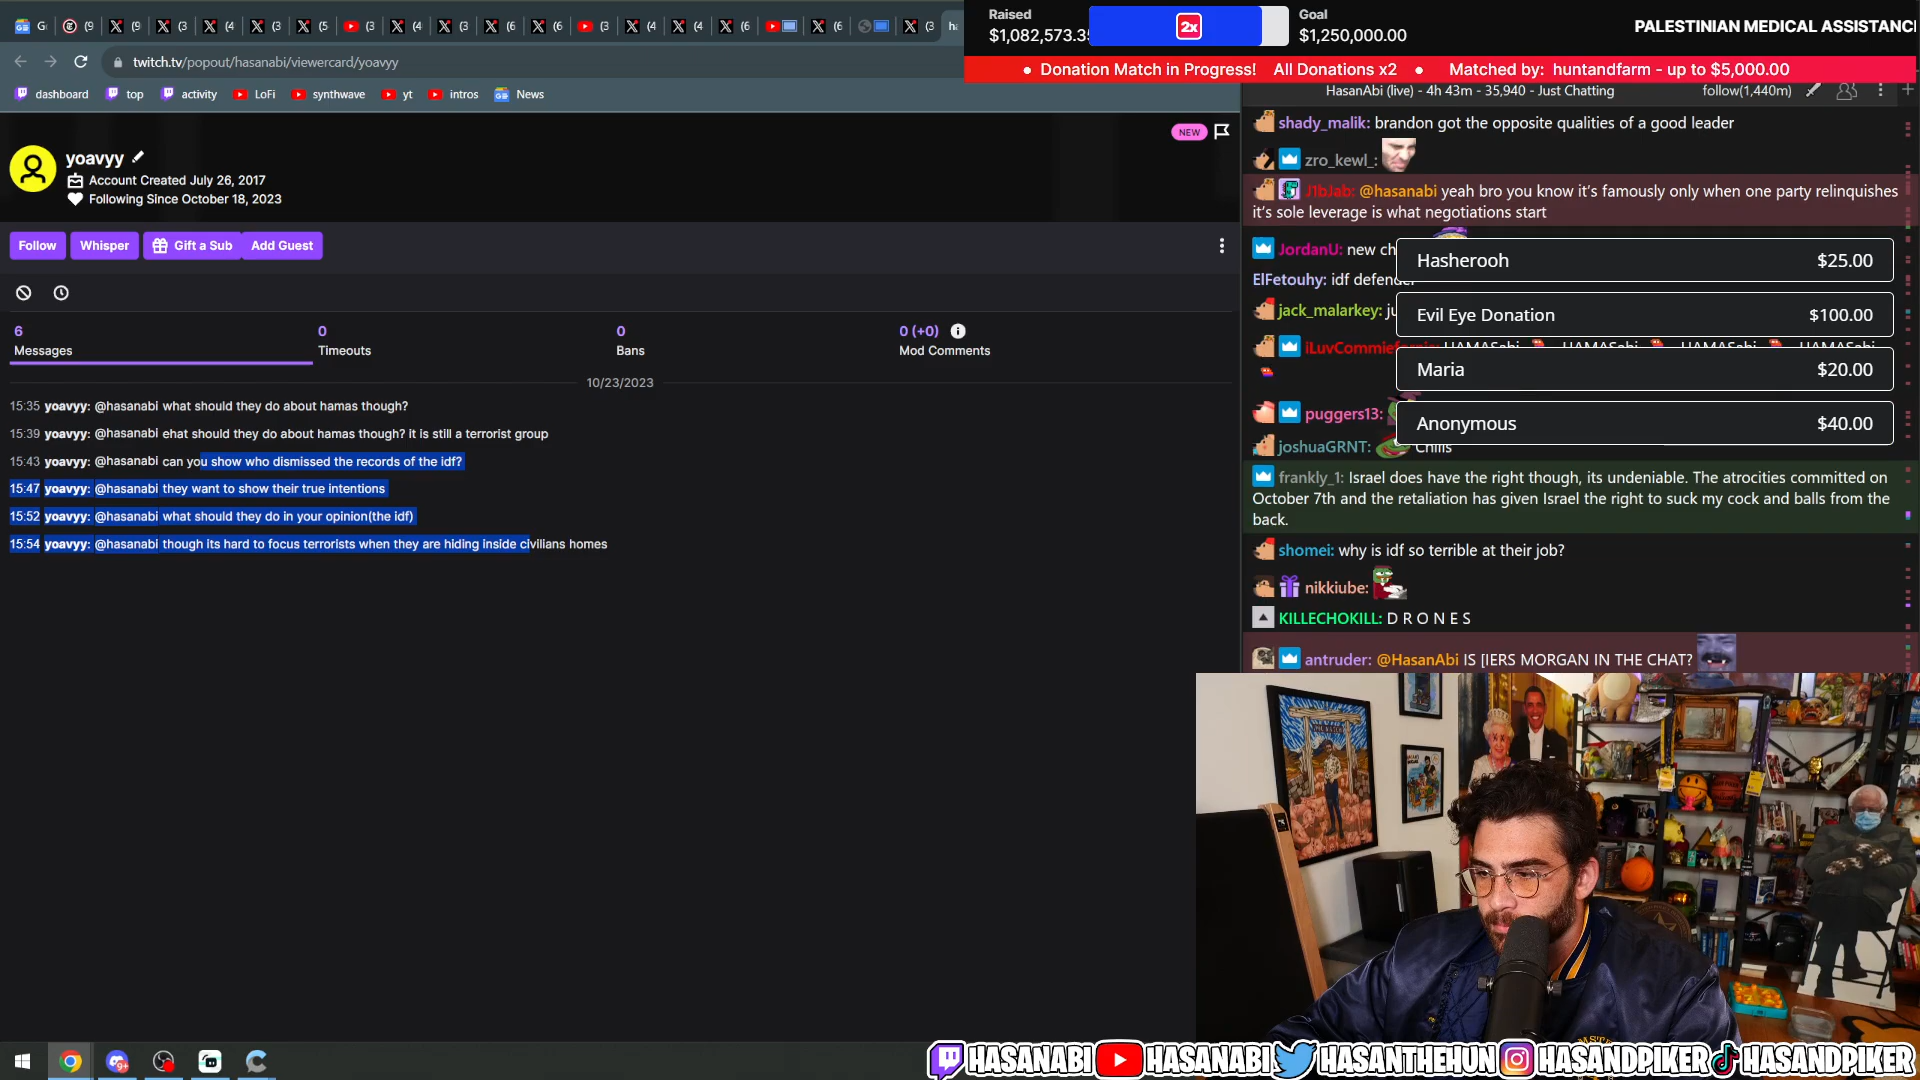 Raised
$1,082,573.3
2x
Goal
$1,250,000.00
PALESTINIAN MEDICAL ASSISTANC
• Donation Match in Progress! All Donations x2 • Matched by: huntandfarm - up to $5,000.00
twitch.tv/popout/hasanabi/viewercard/yoavyy
dashboard top activity LoFi synthwave yt intros News
HasanAbi (live) - 4h 43m - 35,940 - Just Chatting follow(1,440m)
NEW
yoavyy
Account Created July 26, 2017
Following Since October 18, 2023
Follow Whisper Gift a Sub Add Guest
6 0 0 0 (+0)
Messages Timeouts Bans Mod Comments
10/23/2023
15:35 yoavyy: @hasanabi what should they do about hamas though?
15:39 yoavyy: @hasanabi ehat should they do about hamas though? it is still a terrorist group
15:43 yoavyy: @hasanabi can you show who dismissed the records of the idf?
15:47 yoavyy: @hasanabi they want to show their true intentions
15:52 yoavyy: @hasanabi what should they do in your opinion(the idf)
15:54 yoavyy: @hasanabi though its hard to focus terrorists when they are hiding inside civilians homes
shady_malik: brandon got the opposite qualities of a good leader
zro_kewl_:
J1bJab: @hasanabi yeah bro you know it's famously only when one party relinquishes
it's sole leverage is what negotiations start
JordanU: new ch
ElFetouhy: idf defender
jack_malarkey: ju
HAMASabi HAMASabi HAMASabi HAMASabi
puggers13:
joshuaGRNT: Chills
Hasherooh $25.00
Evil Eye Donation $100.00
Maria $20.00
Anonymous $40.00
frankly_1: Israel does have the right though, its undeniable. The atrocities committed on
October 7th and the retaliation has given Israel the right to suck my cock and balls from the
back.
shomei: why is idf so terrible at their job?
nikkiube:
KILLECHOKILL: D R O N E S
antruder: @HasanAbi IS [IERS MORGAN IN THE CHAT?
HASANABI HASANABI HASANTHEHUN HASANDPIKER HASANDPIKER